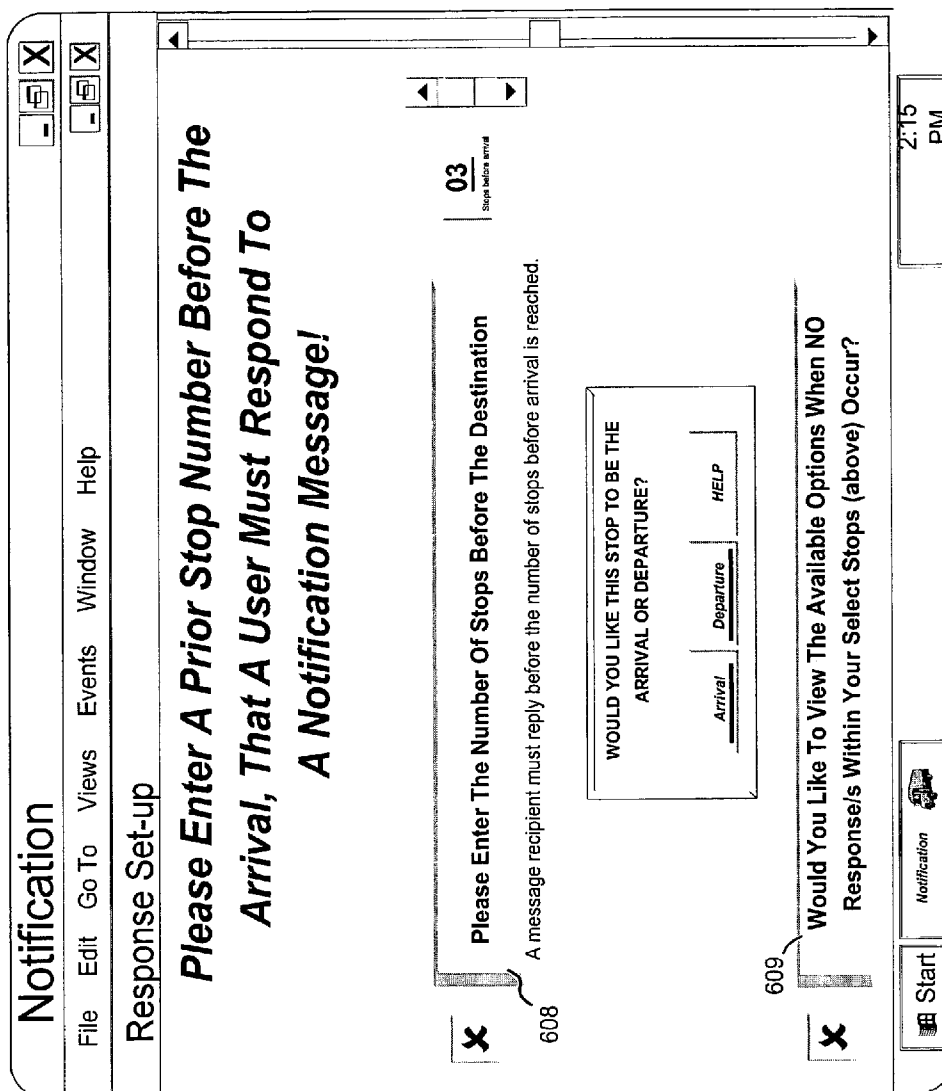 Notification
File Edit Go To Views Events Window Help
Response Set-up
Please Enter A Prior Stop Number Before The
Arrival, That A User Must Respond To
A Notification Message!
Please Enter The Number Of Stops Before The Destination
03
Stops before arrival
608
A message recipient must reply before the number of stops before arrival is reached.
WOULD YOU LIKE THIS STOP TO BE THE
ARRIVAL OR DEPARTURE?
Arrival Departure HELP
609
Would You Like To View The Available Options When NO
Response/s Within Your Select Stops (above) Occur?
Start Notification 2:15
PM